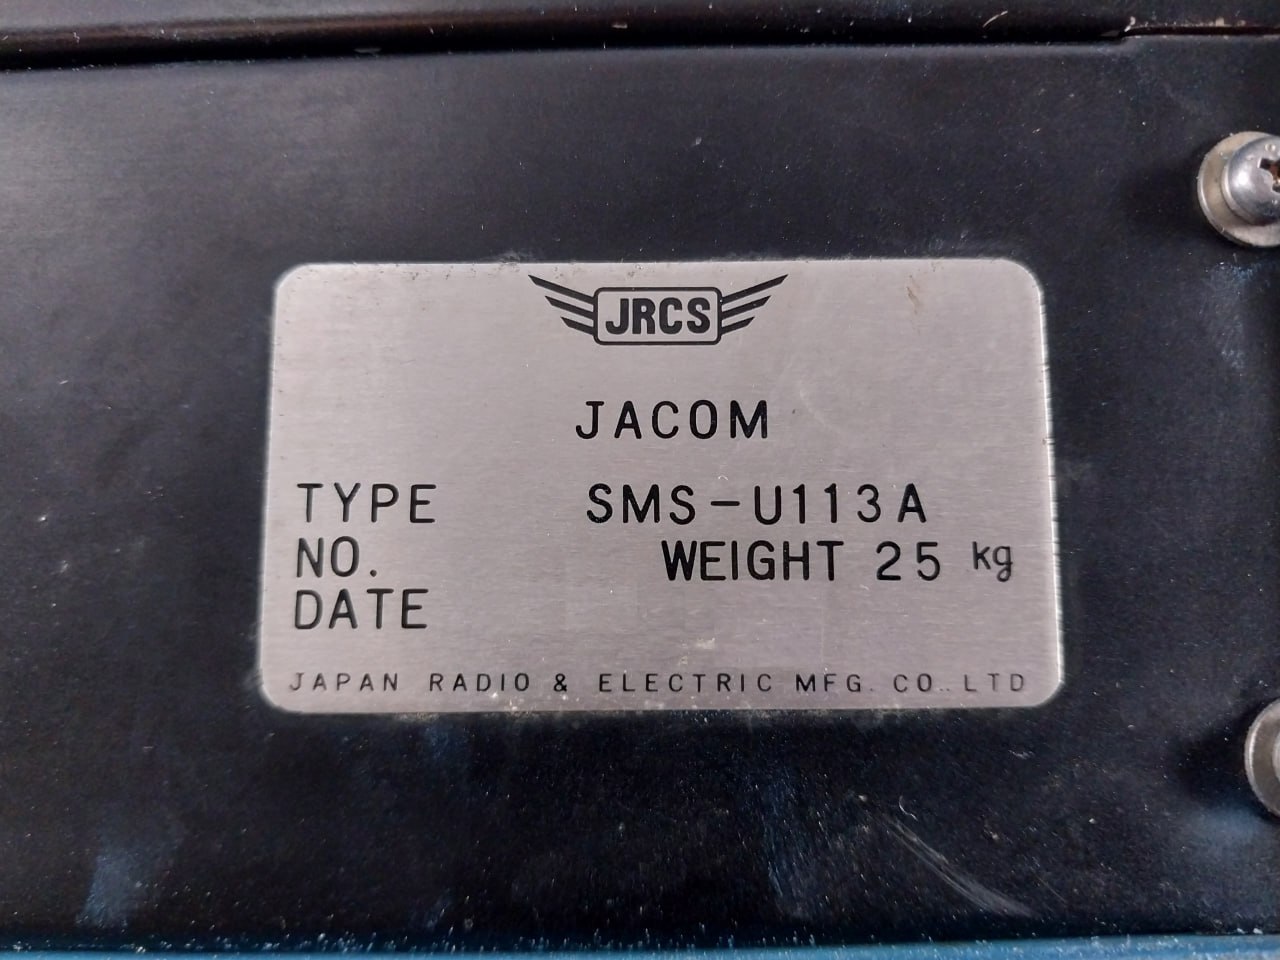 JRCS
JACOM
TYPE SMS-U113A
NO. WEIGHT 25 kg
DATE
JAPAN RADIO & ELECTRIC MFG. CO., LTD